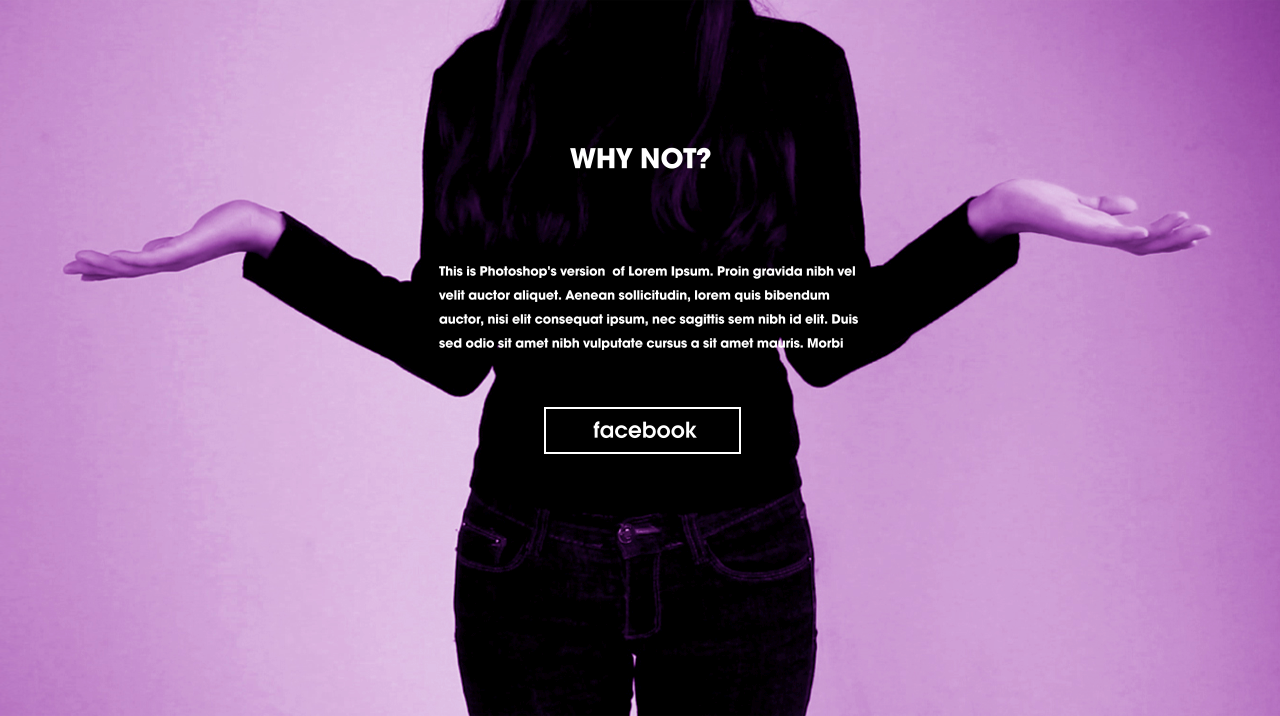 WHY NOT?
This is Photoshop's version  of Lorem Ipsum. Proin gravida nibh vel
velit auctor aliquet. Aenean sollicitudin, lorem quis bibendum
auctor, nisi elit consequat ipsum, nec sagittis sem nibh id elit. Duis
sed odio sit amet nibh vulputate cursus a sit amet mauris. Morbi
facebook